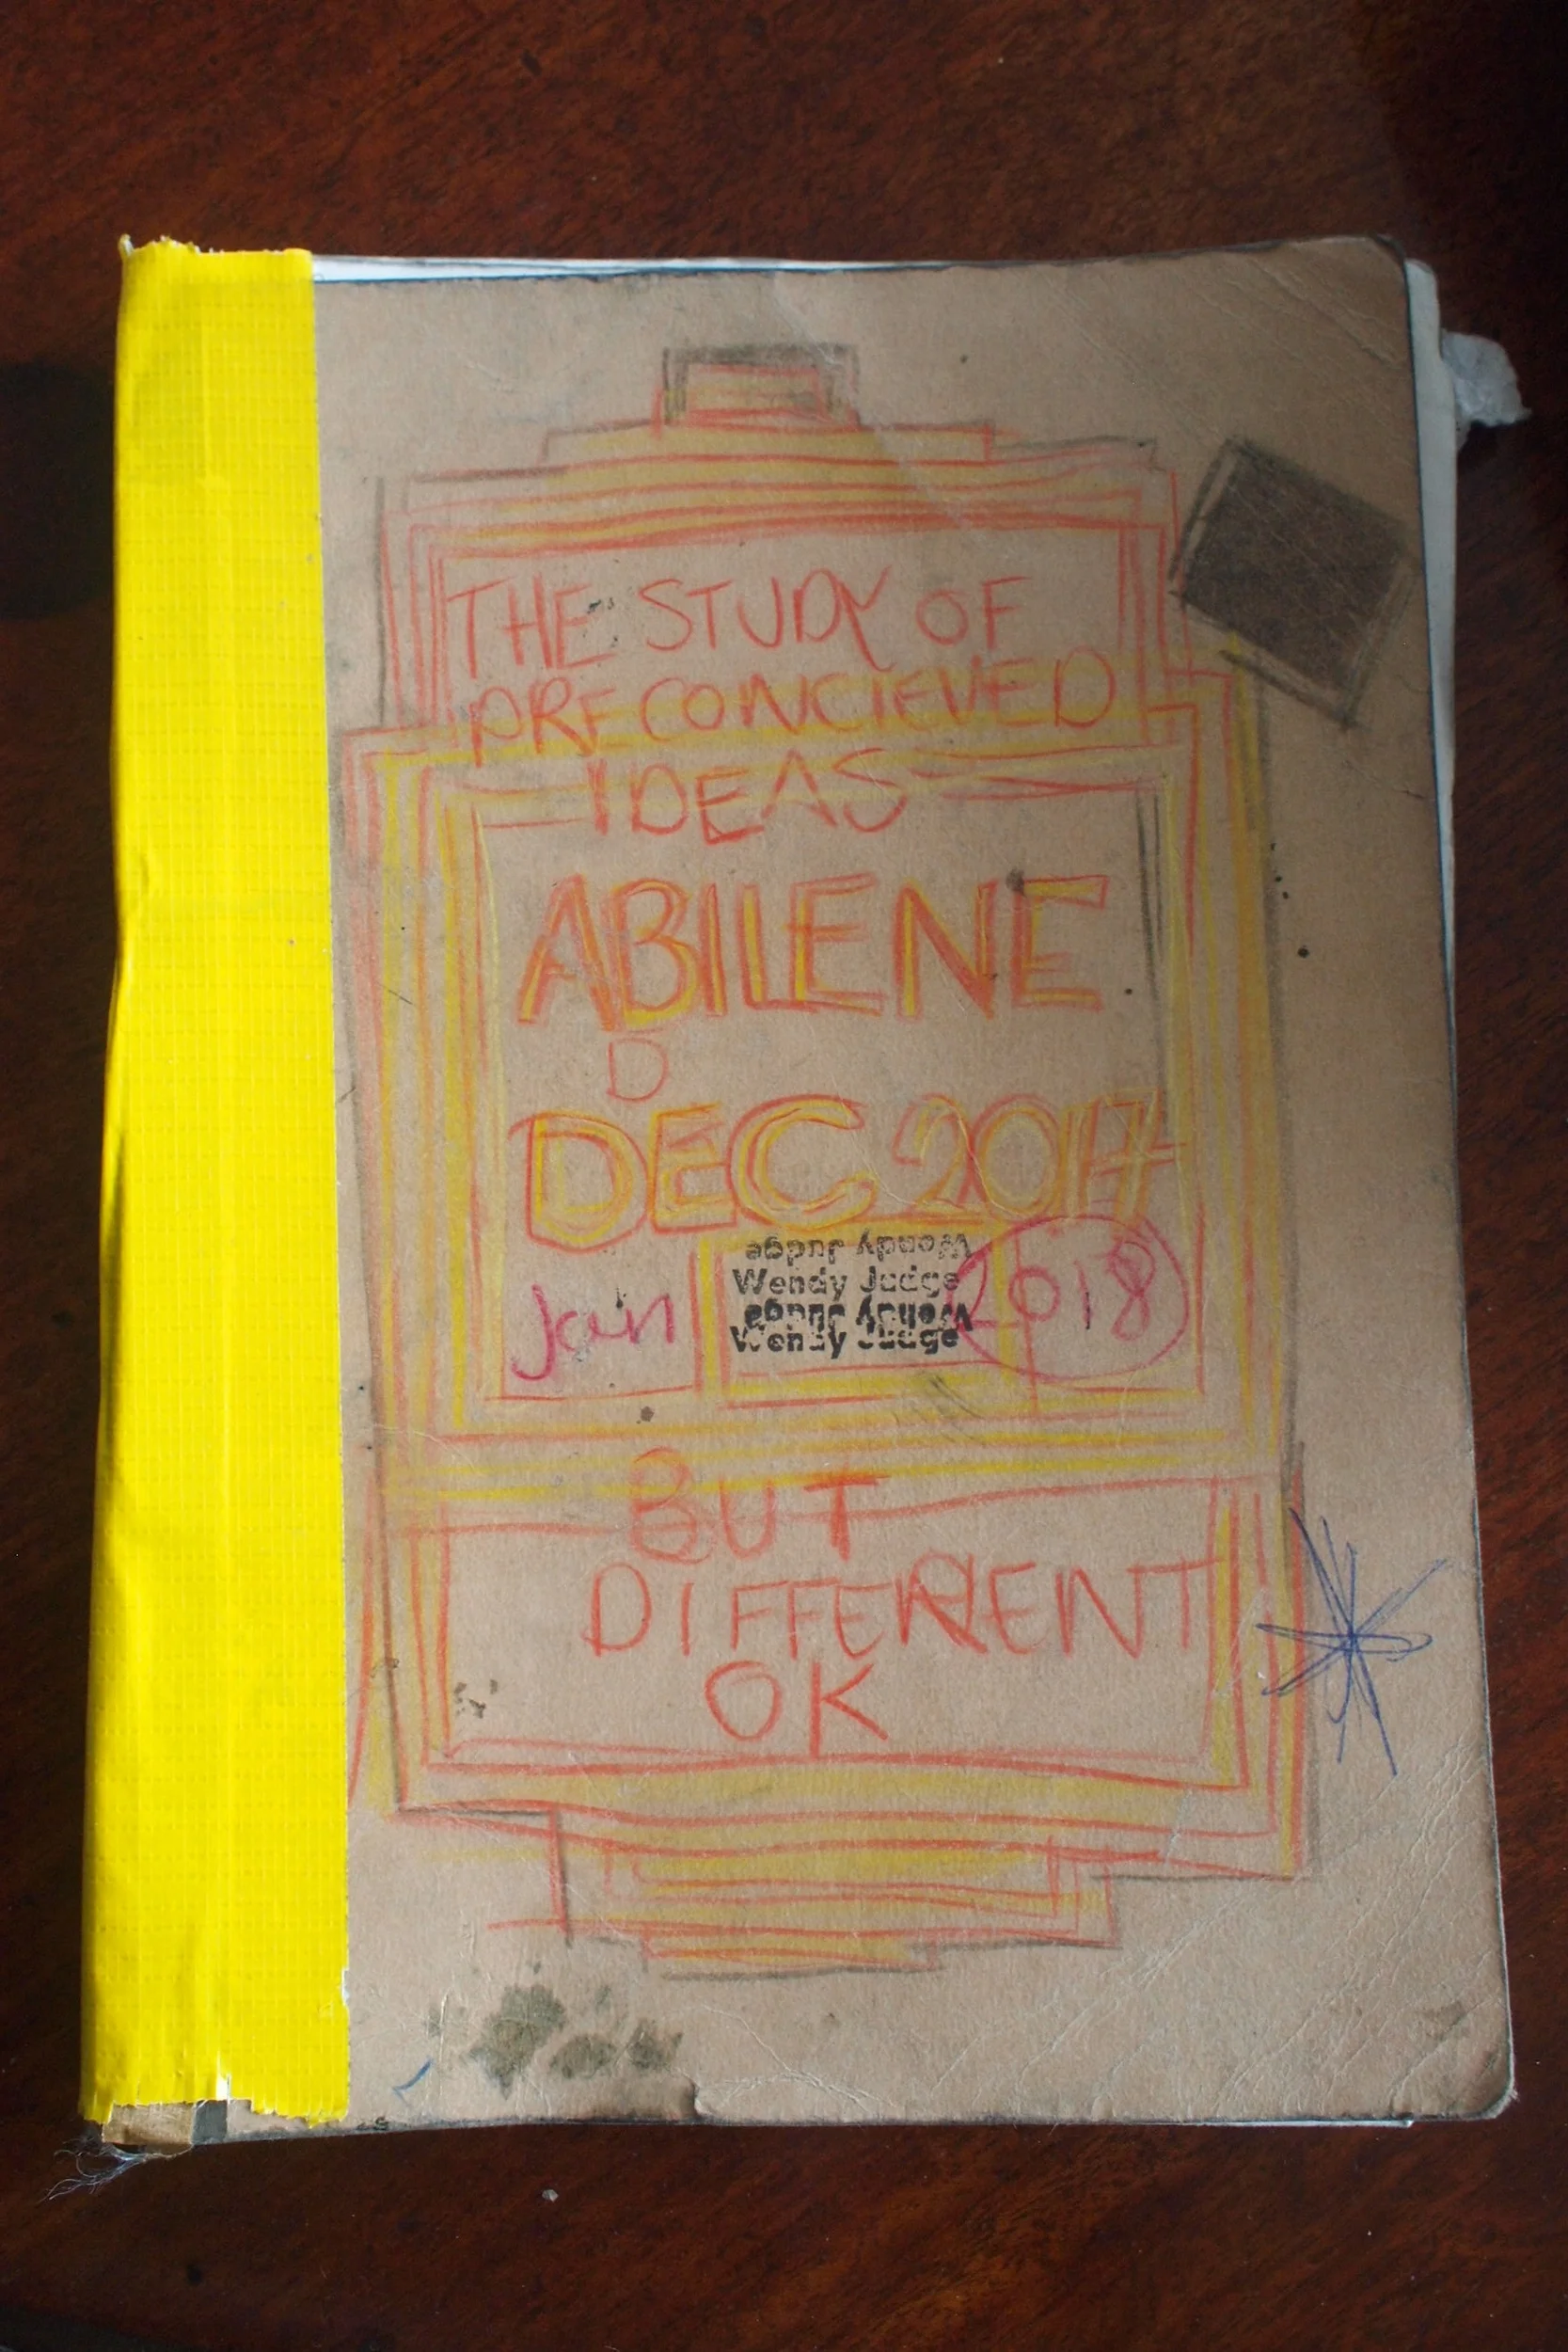 THE STUDY OF
PRECONCIEVED
IDEAS
ABILENE
D
DEC 2017
Wendy Judge
Jan Wendy Judge 2018
Wendy Judge
Wendy Judge
BUT
DIFFERENT
OK